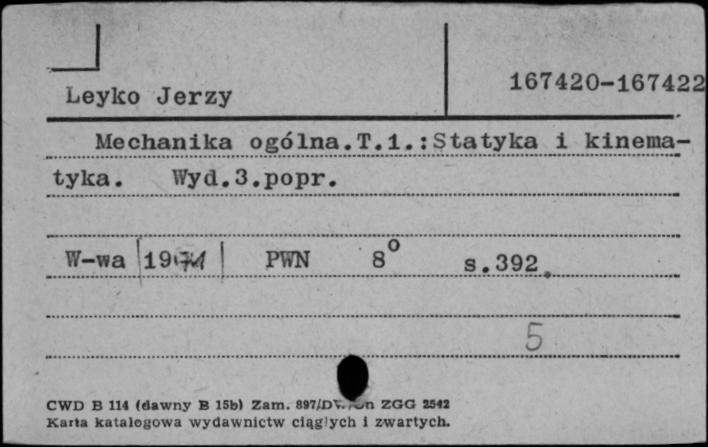 167420-167422
Leyko Jerzy
Mechanika ogólna.T.1.:Statyka i kinema-
tyka. Wyd.3.popr.
W-wa 1971 PWN 8° s.392.
5
CWD B 114 (dawny B 15b) Zam. 897/ ZGG 2542
Karta katalogowa wydawnictw ciągłych i zwartych.